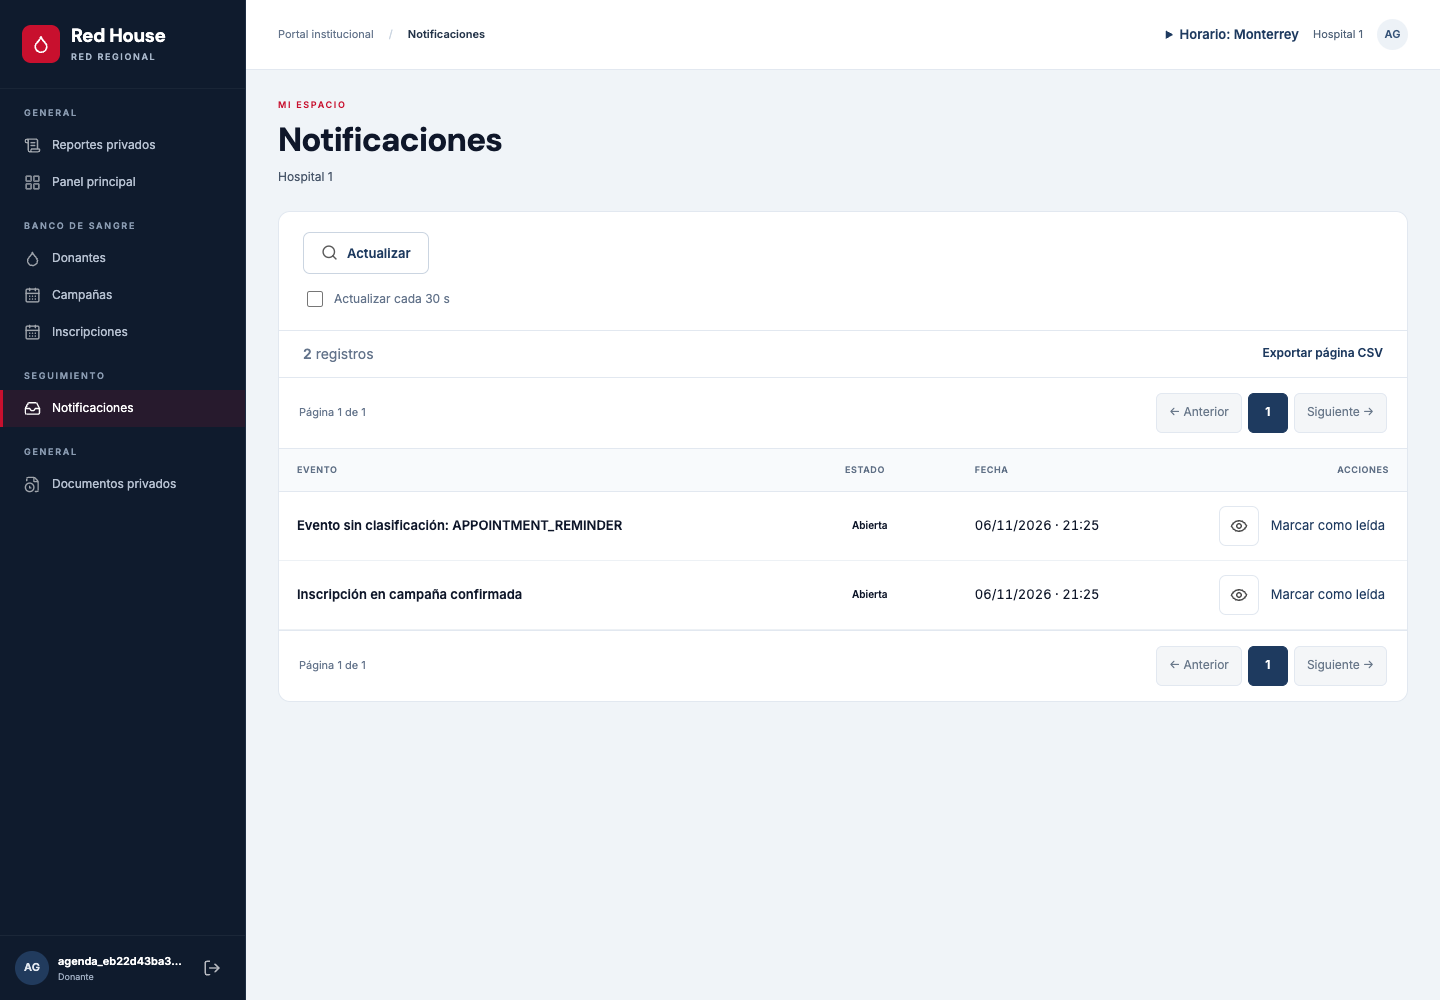 Red House
RED REGIONAL
GENERAL
Reportes privados
Panel principal
BANCO DE SANGRE
Donantes
Campañas
Inscripciones
SEGUIMIENTO
Notificaciones
GENERAL
Documentos privados
AG
agenda_eb22d43ba3...
Donante
Portal institucional / Notificaciones
Horario: Monterrey Hospital 1 AG
MI ESPACIO
Notificaciones
Hospital 1
Actualizar
Actualizar cada 30 s
2 registros Exportar página CSV
Página 1 de 1 ← Anterior 1 Siguiente →
EVENTO ESTADO FECHA ACCIONES
Evento sin clasificación: APPOINTMENT_REMINDER Abierta 06/11/2026 · 21:25 Marcar como leída
Inscripción en campaña confirmada Abierta 06/11/2026 · 21:25 Marcar como leída
Página 1 de 1 ← Anterior 1 Siguiente →